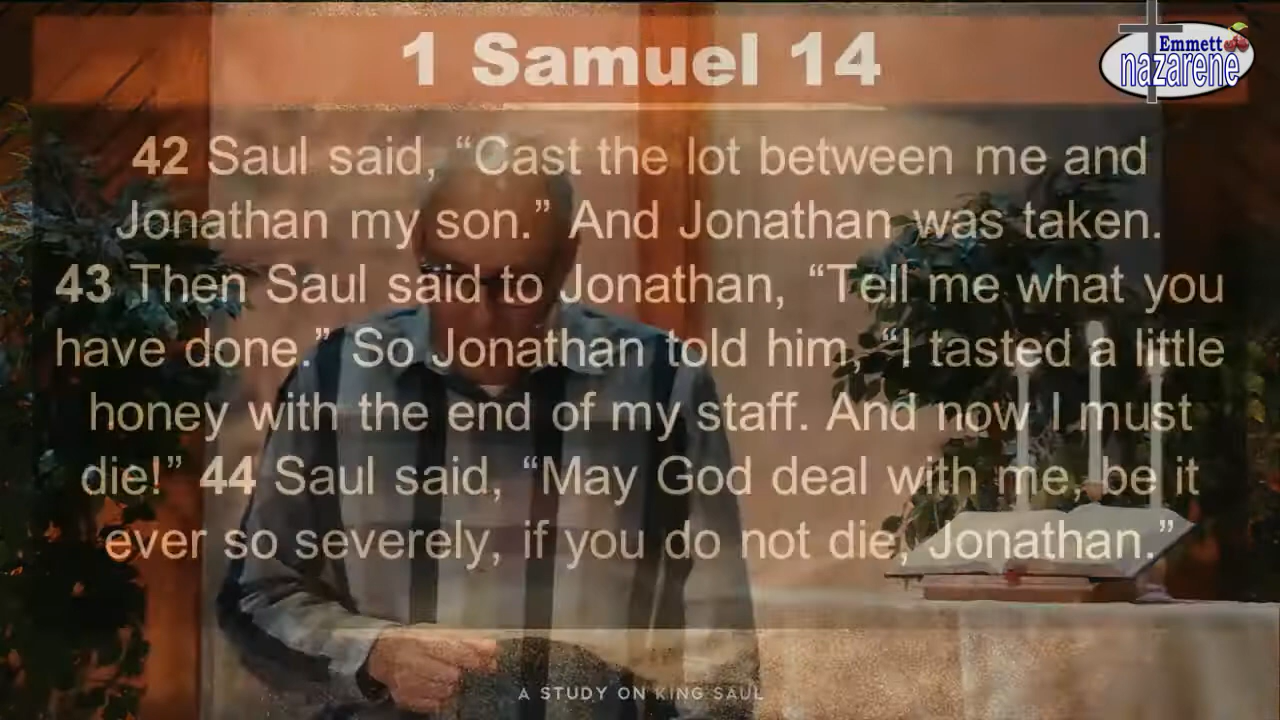 1 Samuel 14
Emmett
nazarene
42 Saul said, “Cast the lot between me and
Jonathan my son.” And Jonathan was taken.
43 Then Saul said to Jonathan, “Tell me what you
have done.” So Jonathan told him, “I tasted a little
honey with the end of my staff. And now I must
die!” 44 Saul said, “May God deal with me, be it
ever so severely, if you do not die, Jonathan.”
A STUDY ON KING SAUL